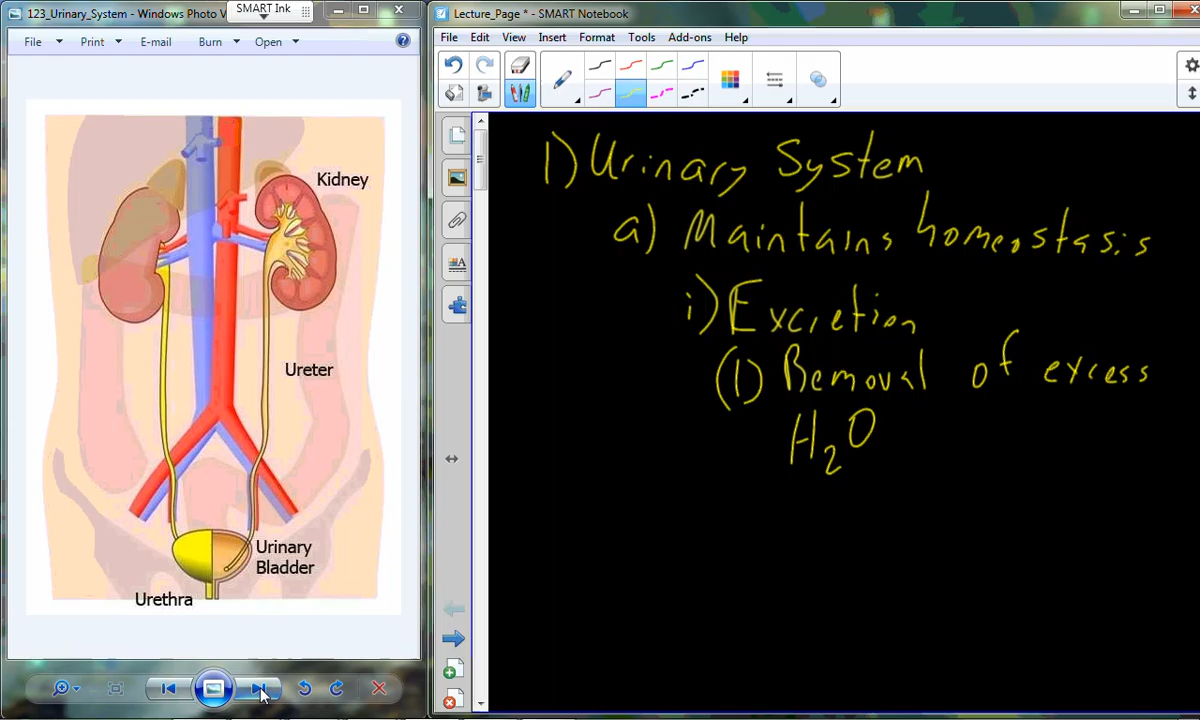 123_Urinary_System - Windows Photo V
SMART Ink
File Print E-mail Burn Open
Kidney
Ureter
Urinary
Bladder
Urethra
Lecture_Page * - SMART Notebook
File Edit View Insert Format Tools Add-ons Help
1) Urinary System
a) Maintains homeostasis
i) Excretion
(1) Removal of excess
H₂O